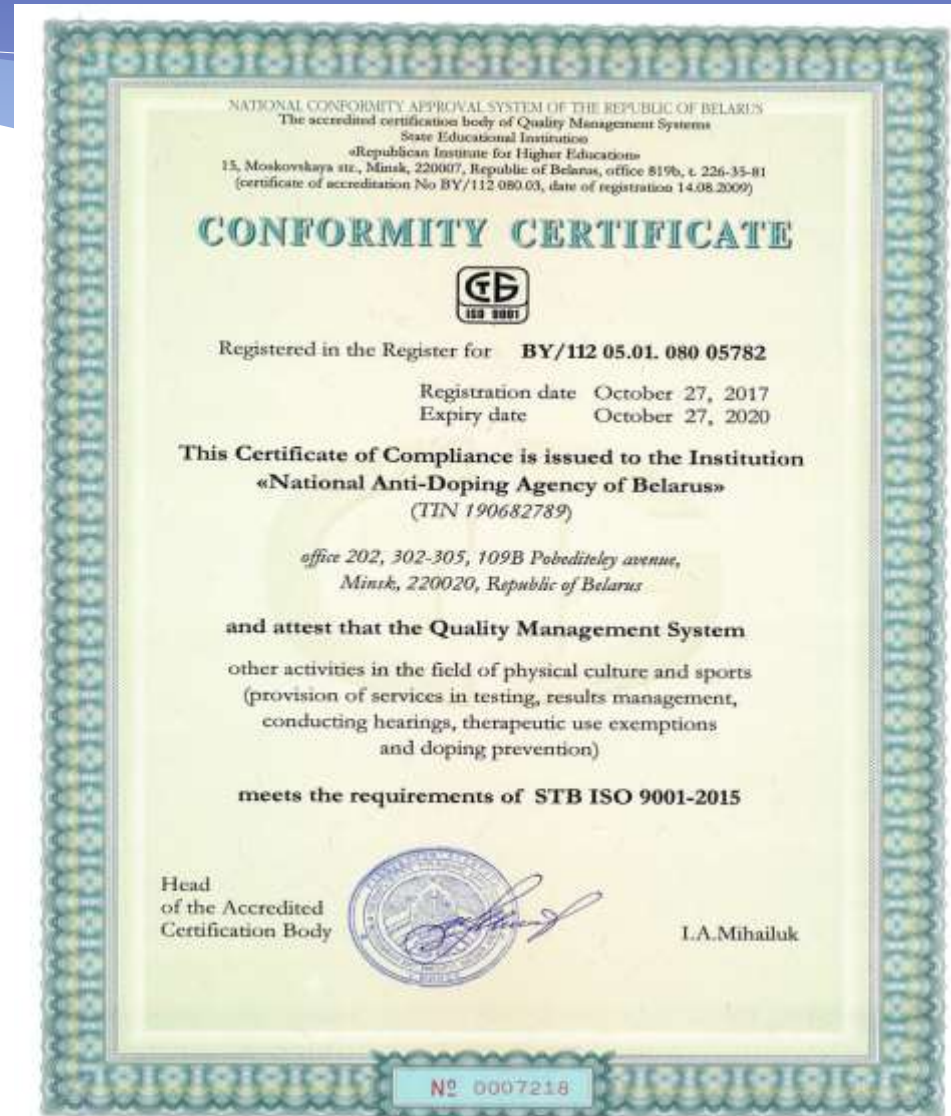 NATIONAL CONFORMITY APPROVAL SYSTEM OF THE REPUBLIC OF BELARUS
The accredited certification body of Quality Management Systems
State Educational Institution
«Republican Institute for Higher Education»
15, Moskovskaya str., Minsk, 220007, Republic of Belarus, office 819b, t. 226-35-81
(certificate of accreditation No BY/112 080.03, date of registration 14.08.2009)
CONFORMITY CERTIFICATE
СТБ
ISO 9001
Registered in the Register for BY/112 05.01. 080 05782
Registration date October 27, 2017
Expiry date October 27, 2020
This Certificate of Compliance is issued to the Institution
«National Anti-Doping Agency of Belarus»
(TIN 190682789)
office 202, 302-305, 109B Pobediteley avenue,
Minsk, 220020, Republic of Belarus
and attest that the Quality Management System
other activities in the field of physical culture and sports
(provision of services in testing, results management,
conducting hearings, therapeutic use exemptions
and doping prevention)
meets the requirements of STB ISO 9001-2015
Head
of the Accredited
Certification Body
I.A.Mihailuk
№ 0007218